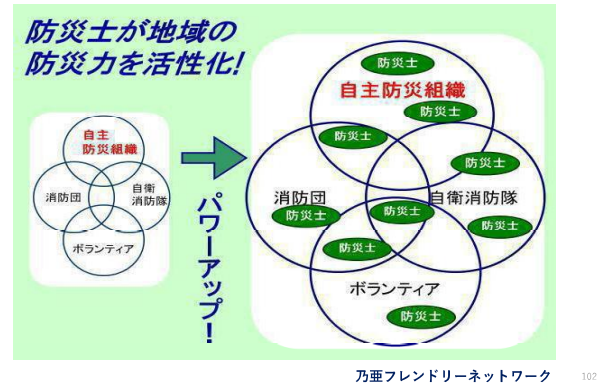 防災士が地域の
防災力を活性化!
自主
防災組織
消防団
自衛
消防隊
ボランティア
パワーアップ!
防災士
自主防災組織
防災士
防災士
防災士
消防団
自衛消防隊
防災士
防災士
防災士
防災士
ボランティア
防災士
乃亜フレンドリーネットワーク
102